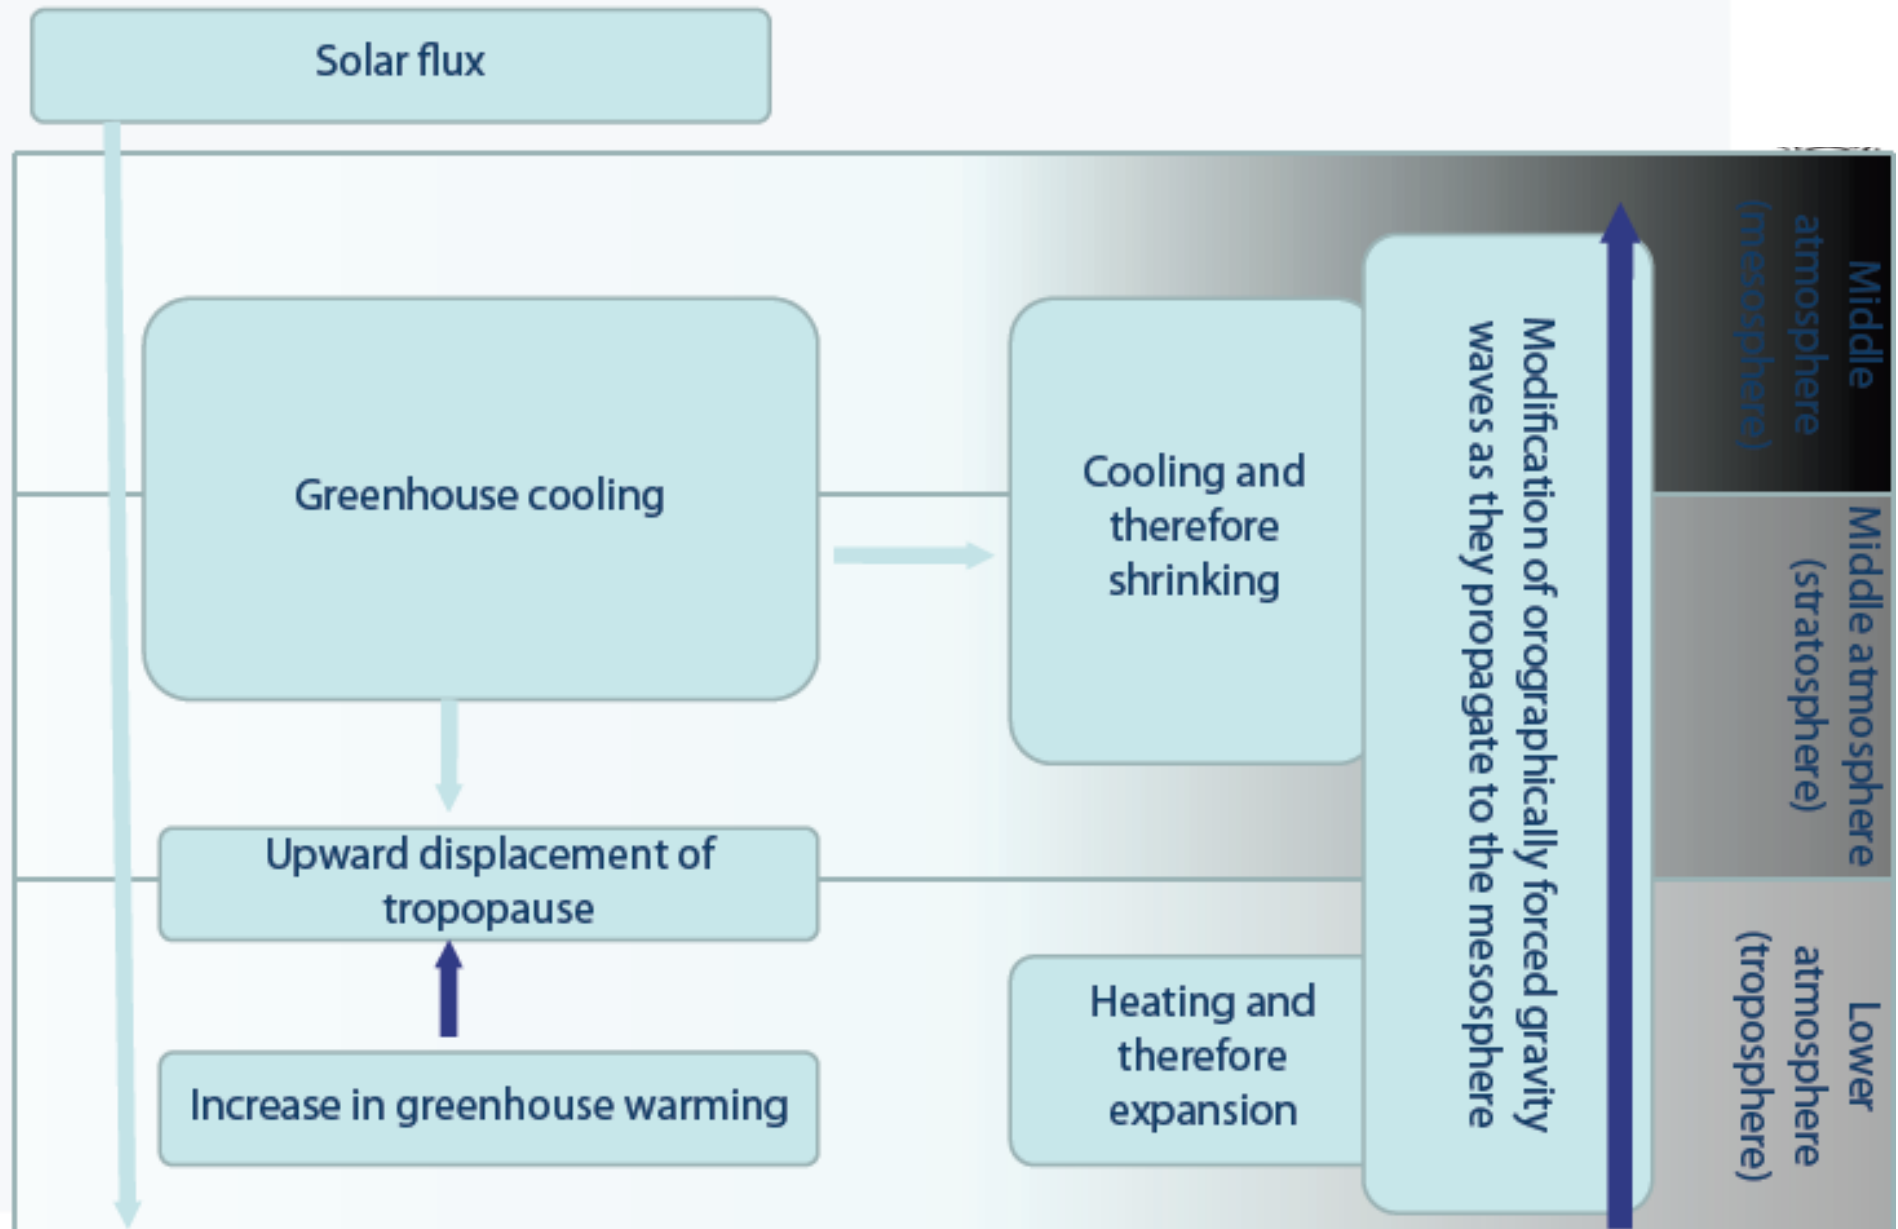 Solar flux
Greenhouse cooling
Cooling and
therefore
shrinking
Upward displacement of
tropopause
Increase in greenhouse warming
Heating and
therefore
expansion
Modification of orographically forced gravity
waves as they propagate to the mesosphere
Middle
atmosphere
(mesosphere)
Middle atmosphere
(stratosphere)
Lower
atmosphere
(troposphere)